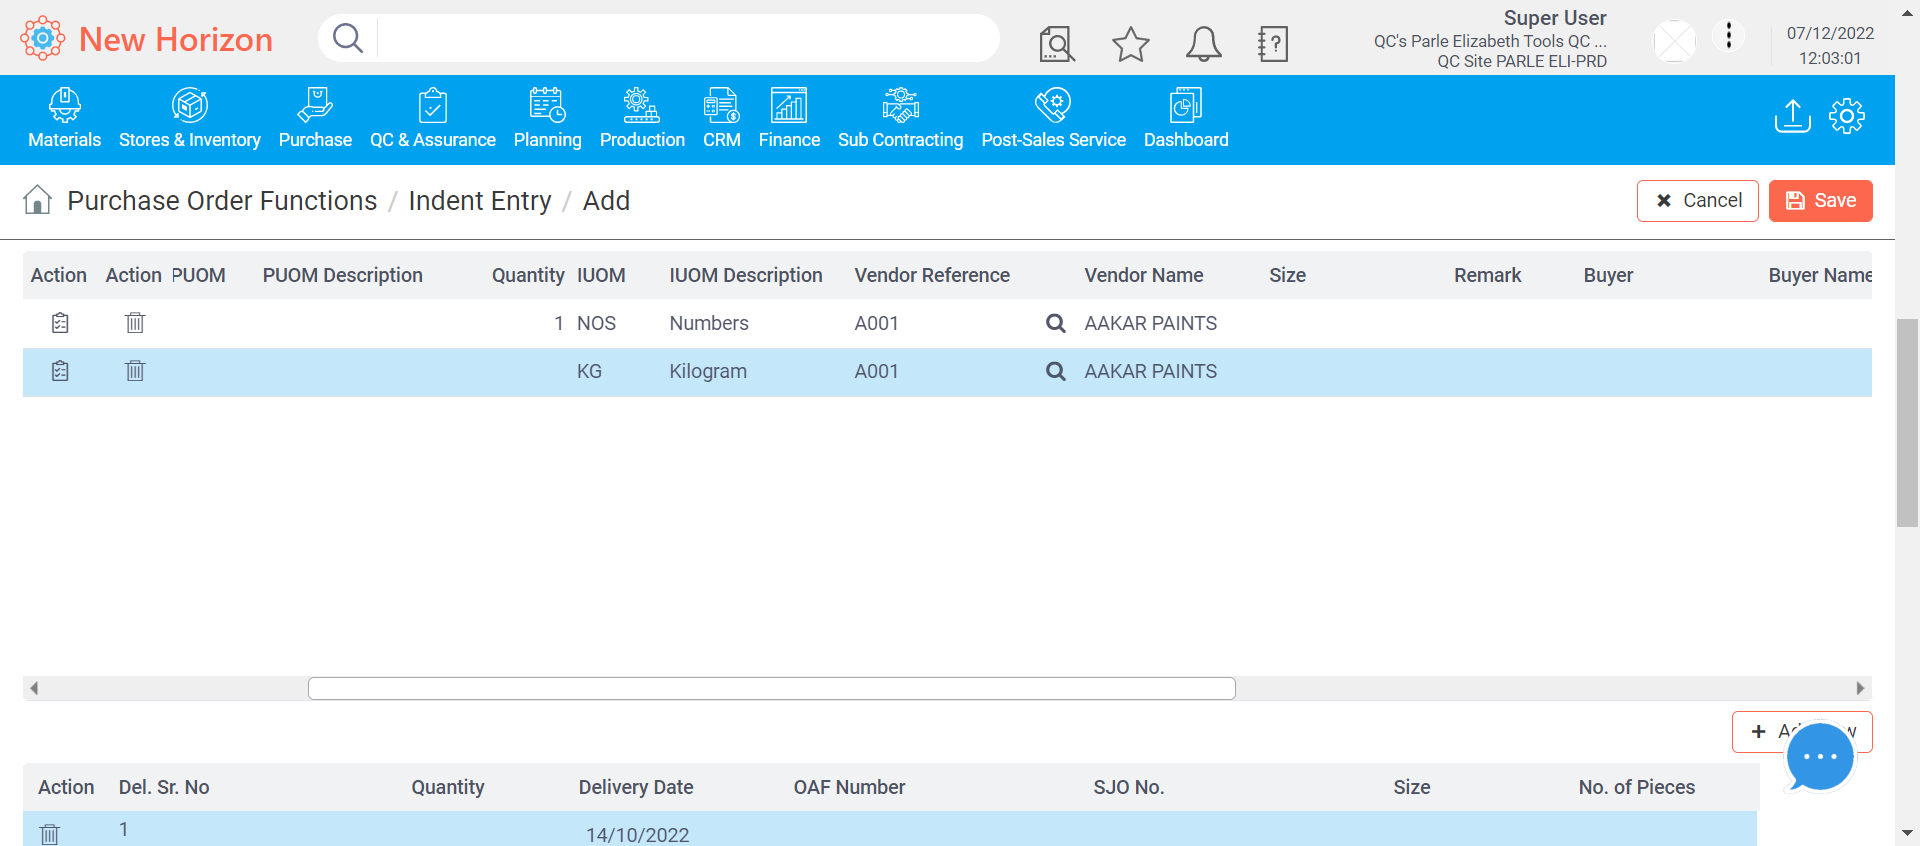 New Horizon
Super User
QC's Parle Elizabeth Tools QC ...
QC Site PARLE ELI-PRD
07/12/2022
12:03:01
Materials
Stores & Inventory
Purchase
QC & Assurance
Planning
Production
CRM
Finance
Sub Contracting
Post-Sales Service
Dashboard
Purchase Order Functions / Indent Entry / Add
Cancel
Save
Action Action PUOM PUOM Description Quantity IUOM IUOM Description Vendor Reference Vendor Name Size Remark Buyer Buyer Name
1 NOS Numbers A001 AAKAR PAINTS
KG Kilogram A001 AAKAR PAINTS
Action Del. Sr. No Quantity Delivery Date OAF Number SJO No. Size No. of Pieces
1 14/10/2022